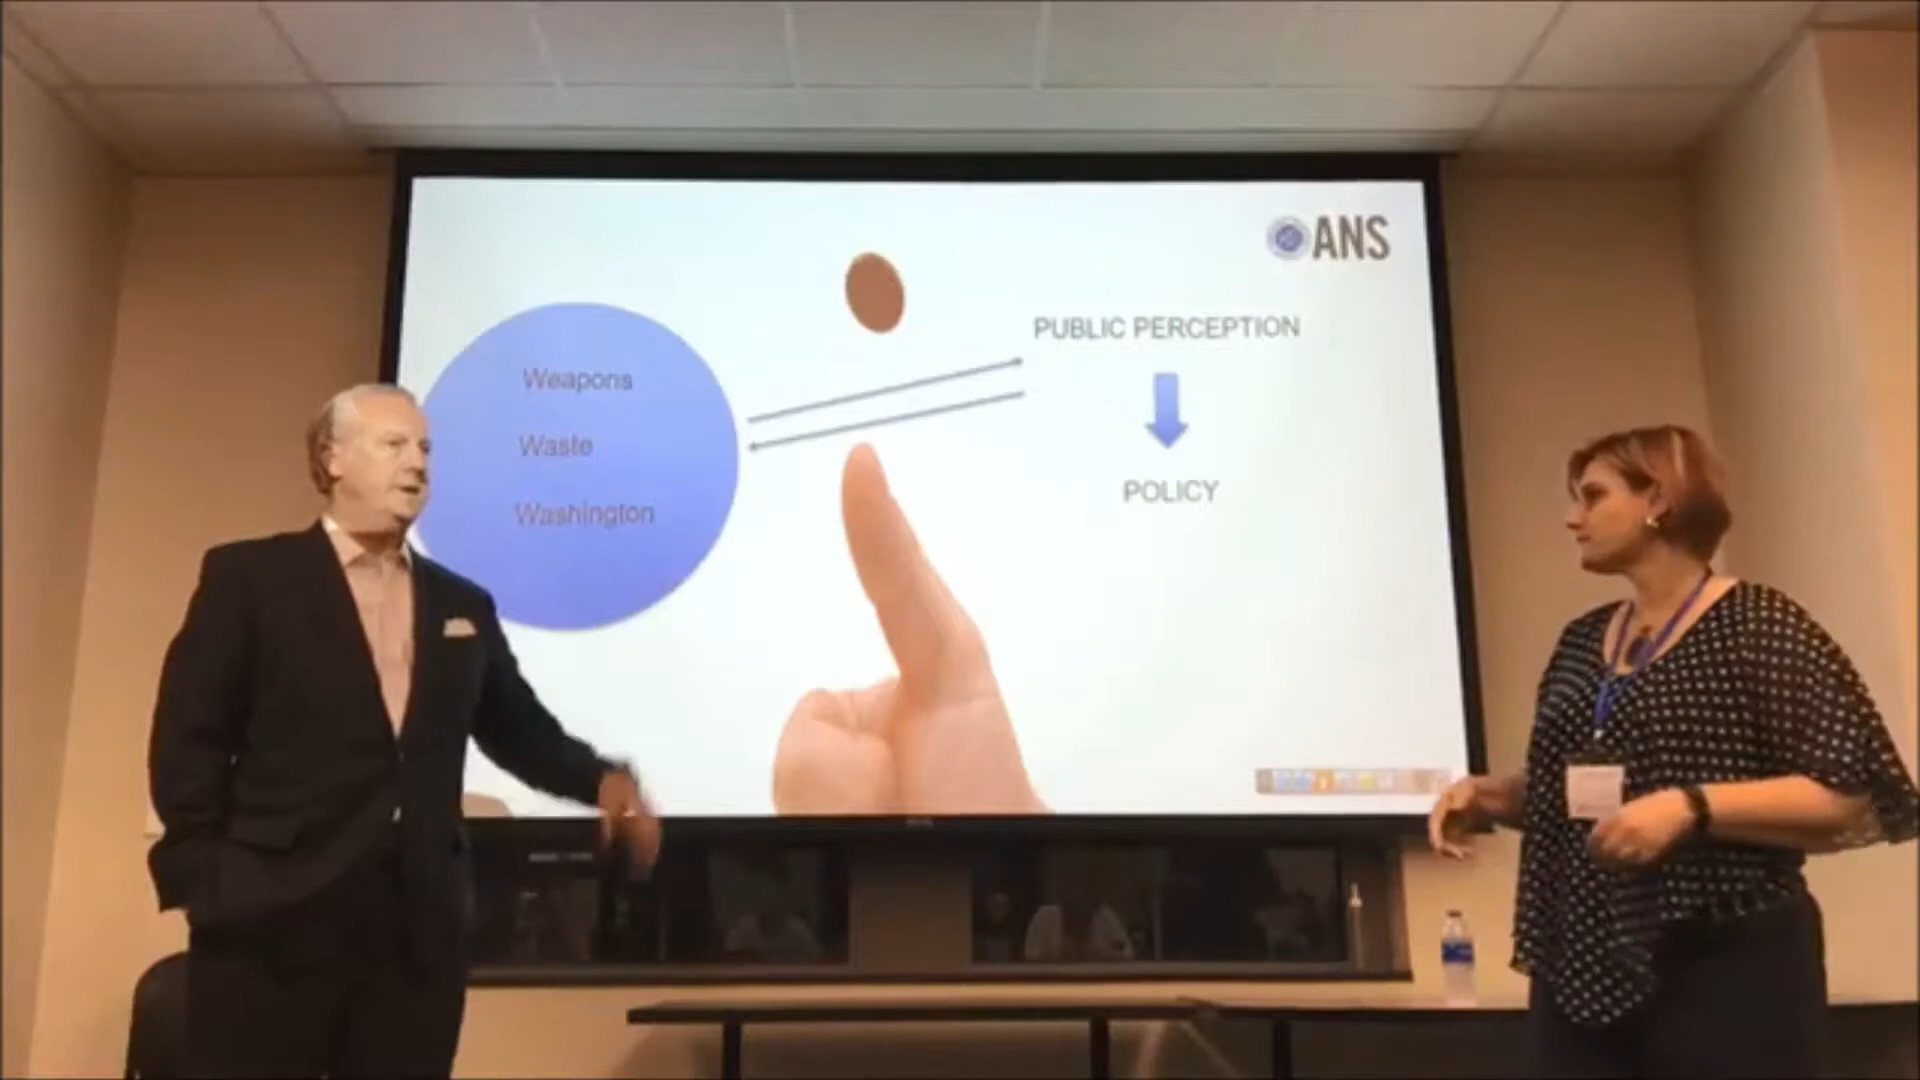 ANS
PUBLIC PERCEPTION
Weapons
Waste
POLICY
Washington